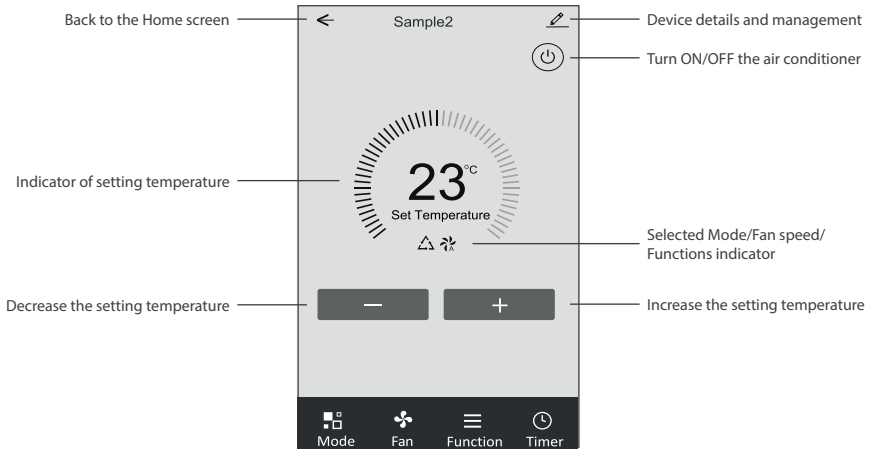 Back to the Home screen
Sample2
Device details and management
Turn ON/OFF the air conditioner
Indicator of setting temperature
23°C
Set Temperature
A
Selected Mode/Fan speed/
Functions indicator
Decrease the setting temperature
−
+
Increase the setting temperature
Mode
Fan
Function
Timer